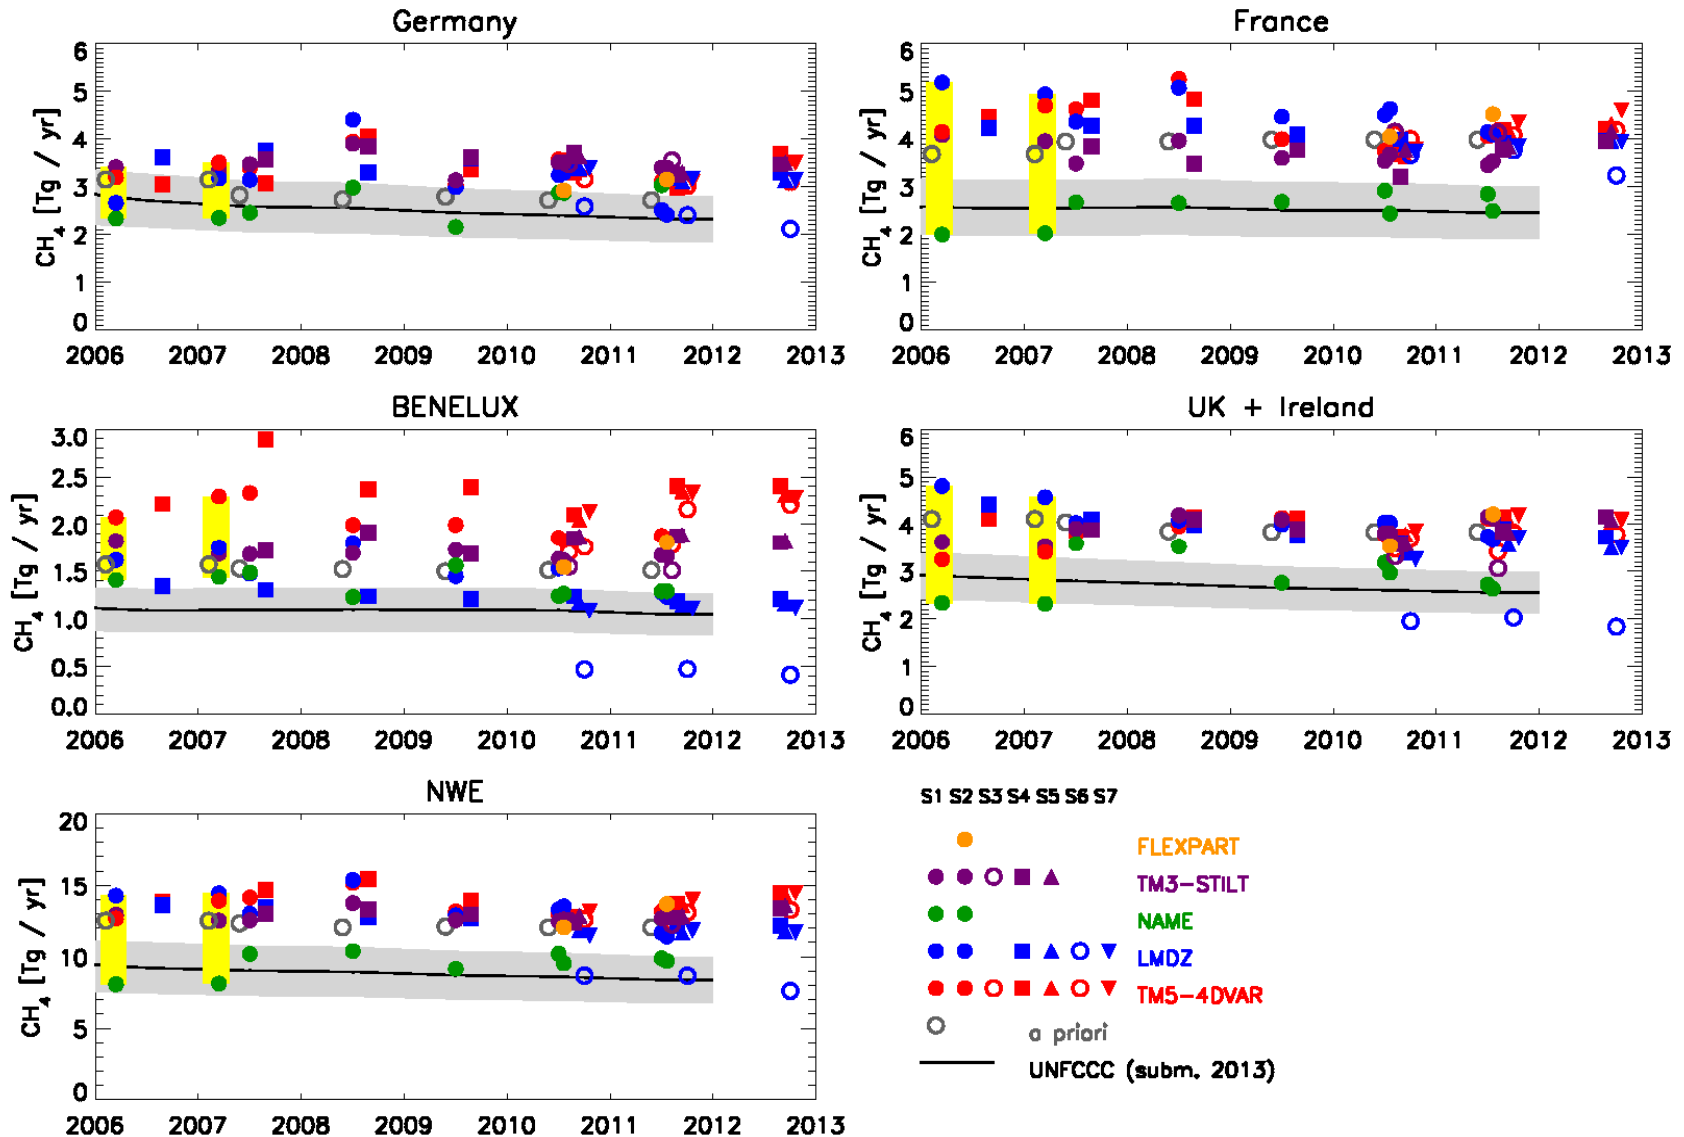 Germany
6
5
4
3
2
1
0
CH4 [Tg / yr]
2006 2007 2008 2009 2010 2011 2012 2013
France
6
5
4
3
2
1
0
CH4 [Tg / yr]
2006 2007 2008 2009 2010 2011 2012 2013
BENELUX
3.0
2.5
2.0
1.5
1.0
0.5
0.0
CH4 [Tg / yr]
2006 2007 2008 2009 2010 2011 2012 2013
UK + Ireland
6
5
4
3
2
1
0
CH4 [Tg / yr]
2006 2007 2008 2009 2010 2011 2012 2013
NWE
20
15
10
5
0
CH4 [Tg / yr]
2006 2007 2008 2009 2010 2011 2012 2013
S1 S2 S3 S4 S5 S6 S7
FLEXPART
TM3-STILT
NAME
LMDZ
TM5-4DVAR
a priori
UNFCCC (subm. 2013)